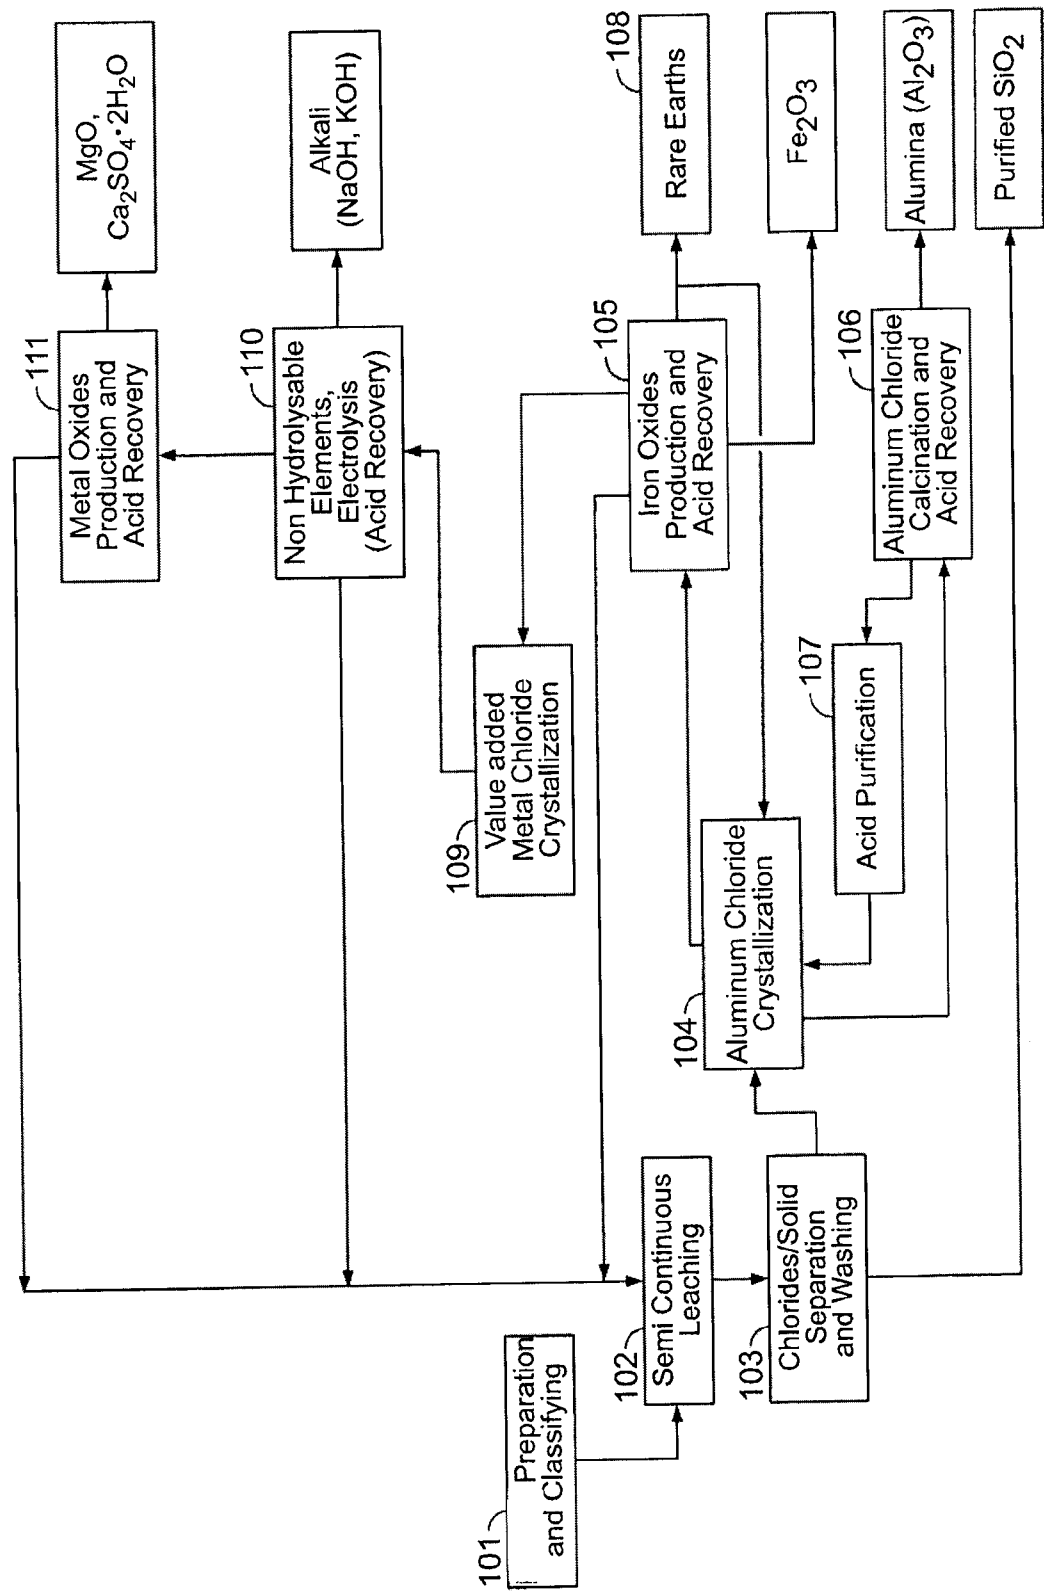 111
Metal Oxides
Production and
Acid Recovery
MgO,
Ca2SO4•2H2O
110
Non Hydrolysable
Elements,
Electrolysis
(Acid Recovery)
Alkali
(NaOH, KOH)
109
Value added
Metal Chloride
Crystallization
101
Preparation
and Classifying
102
Semi Continuous
Leaching
105
Iron Oxides
Production and
Acid Recovery
108
Rare Earths
104
Aluminum Chloride
Crystallization
Fe2O3
103
Chlorides/Solid
Separation
and Washing
107
Acid Purification
106
Aluminum Chloride
Calcination and
Acid Recovery
Alumina (Al2O3)
Purified SiO2